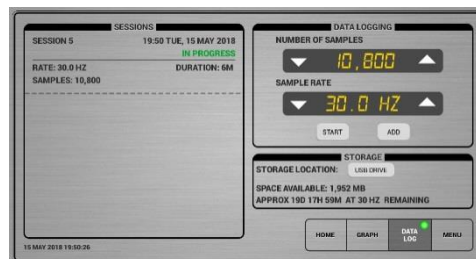 SESSIONS
SESSION 5 19:50 TUE, 15 MAY 2018
IN PROGRESS
RATE: 30.0 HZ DURATION: 6M
SAMPLES: 10,800
15 MAY 2018 19:50:26
DATA LOGGING
NUMBER OF SAMPLES
10,800
SAMPLE RATE
30.0 HZ
START ADD
STORAGE
STORAGE LOCATION: USB DRIVE
SPACE AVAILABLE: 1,952 MB
APPROX 19D 17H 59M AT 30 HZ REMAINING
HOME GRAPH DATA LOG MENU